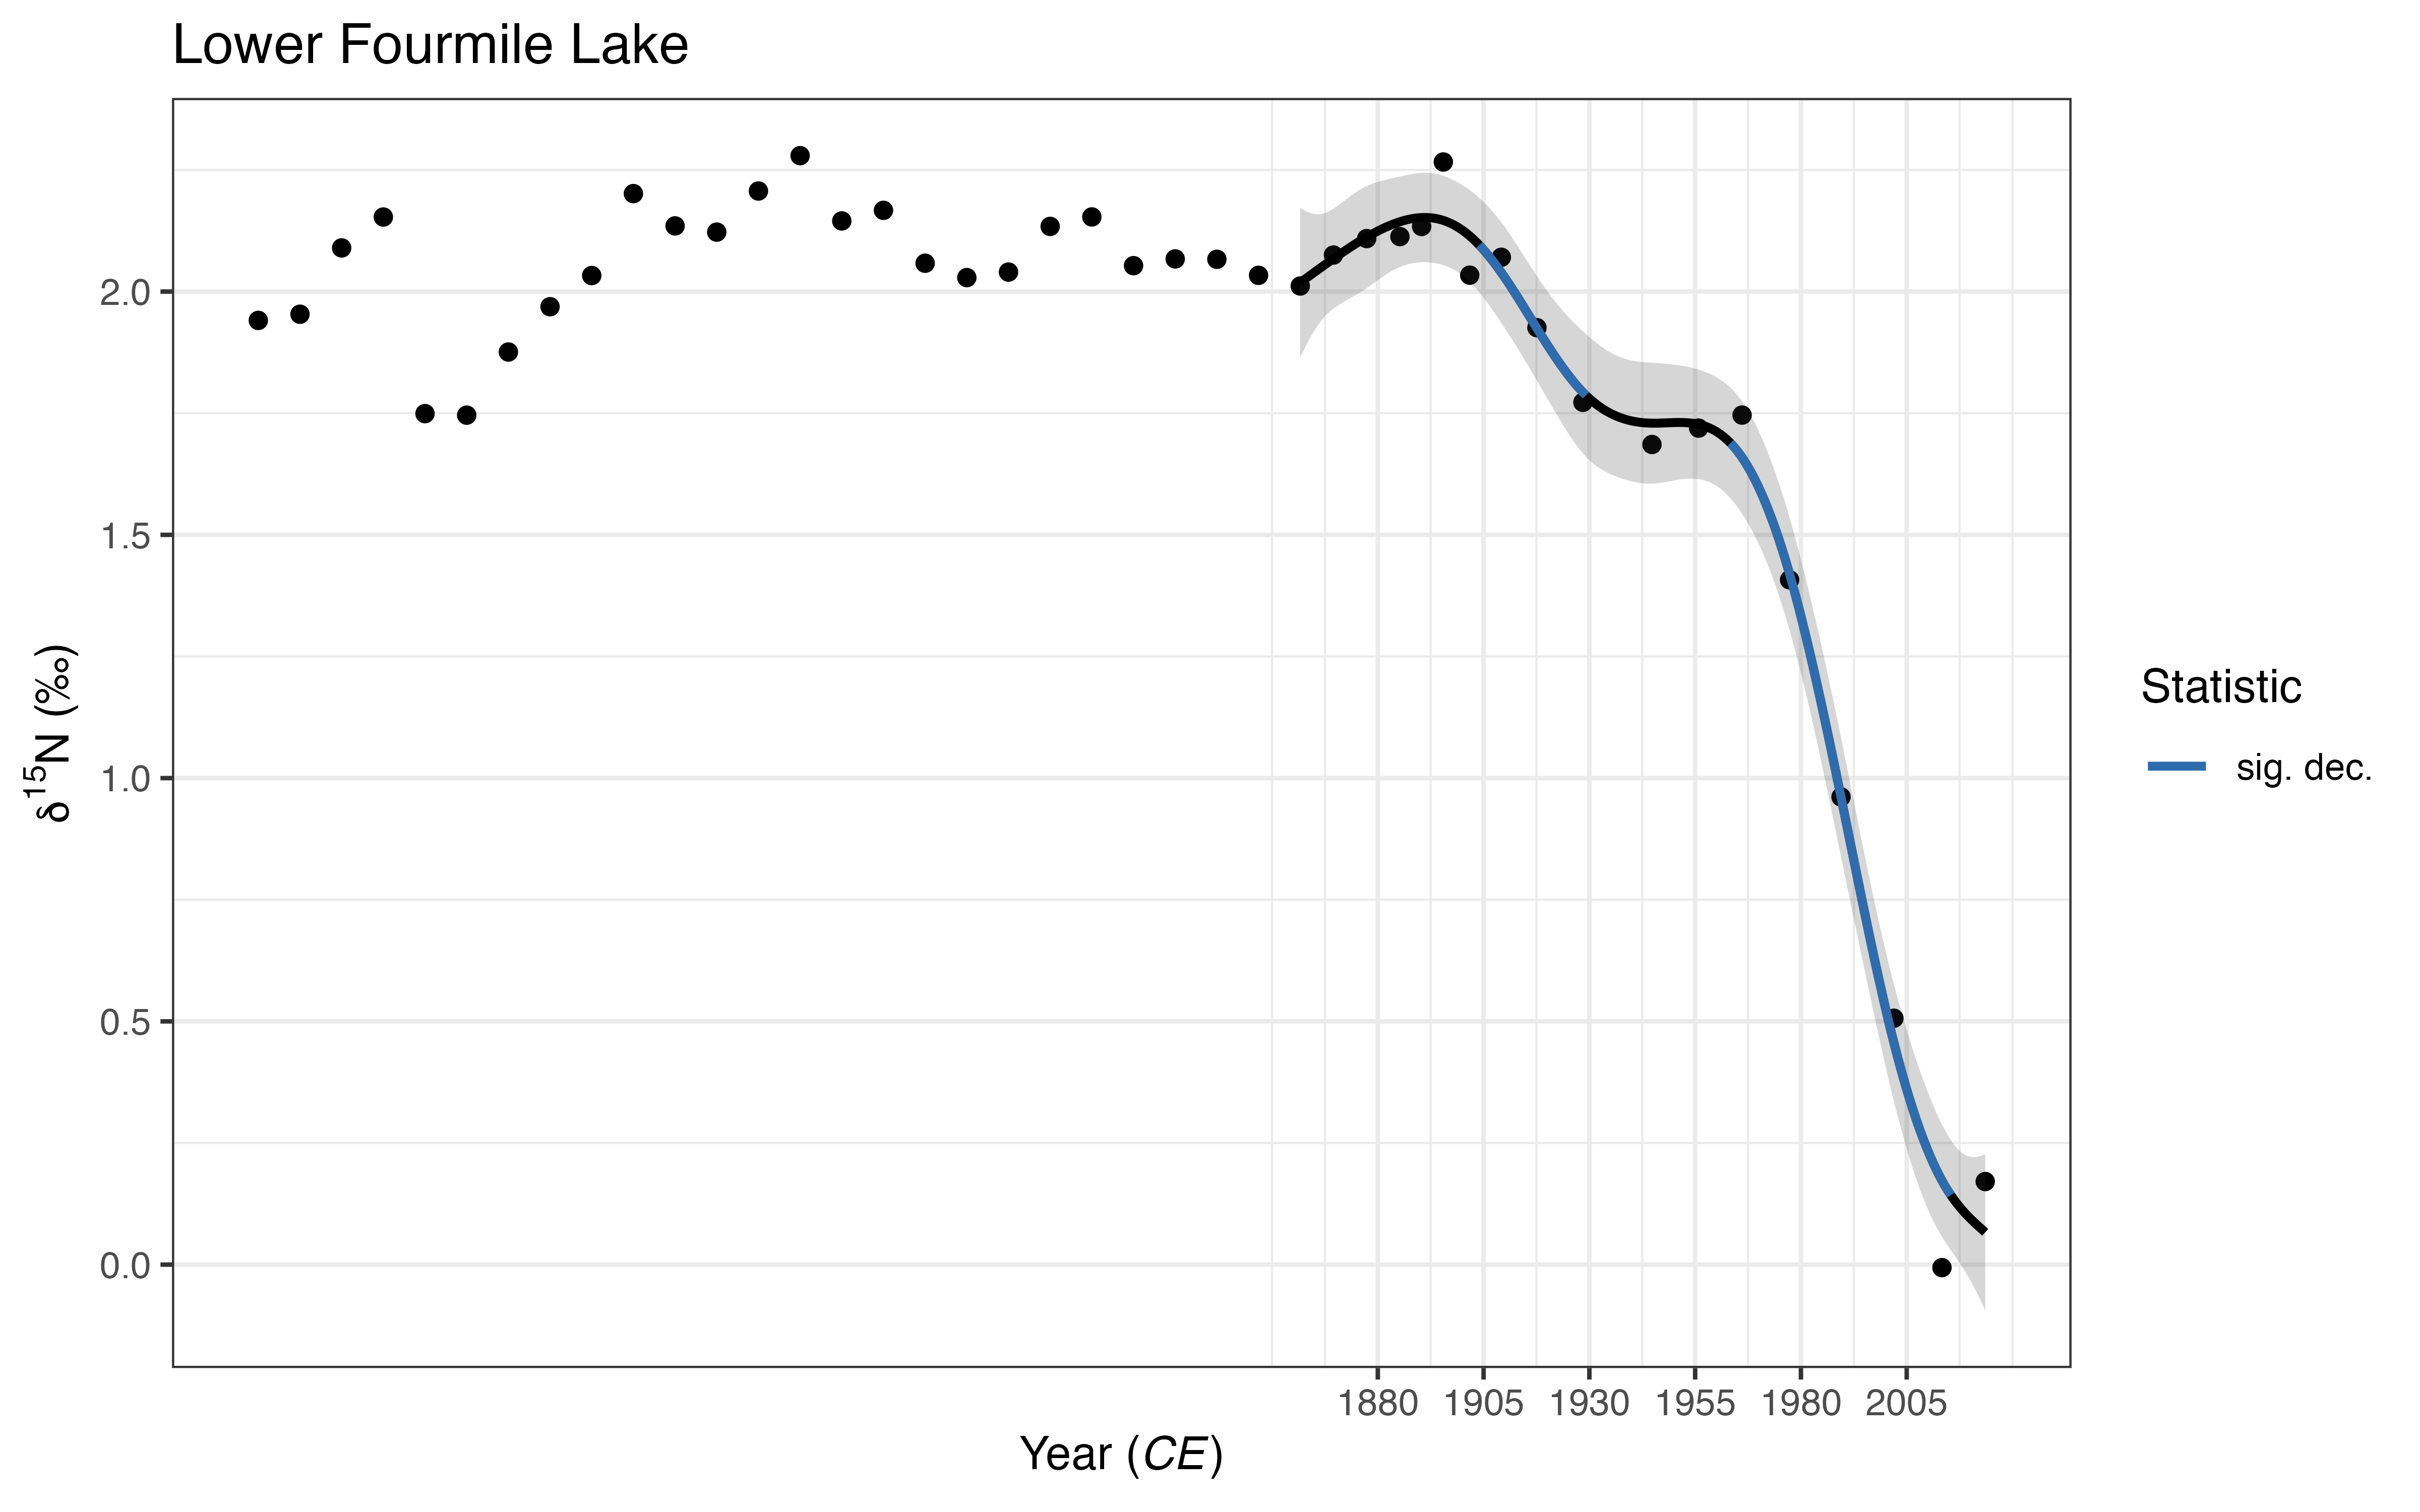 Lower Fourmile Lake
δ¹⁵N (‰)
2.0
1.5
1.0
0.5
0.0
1880 1905 1930 1955 1980 2005
Year (CE)
Statistic
sig. dec.